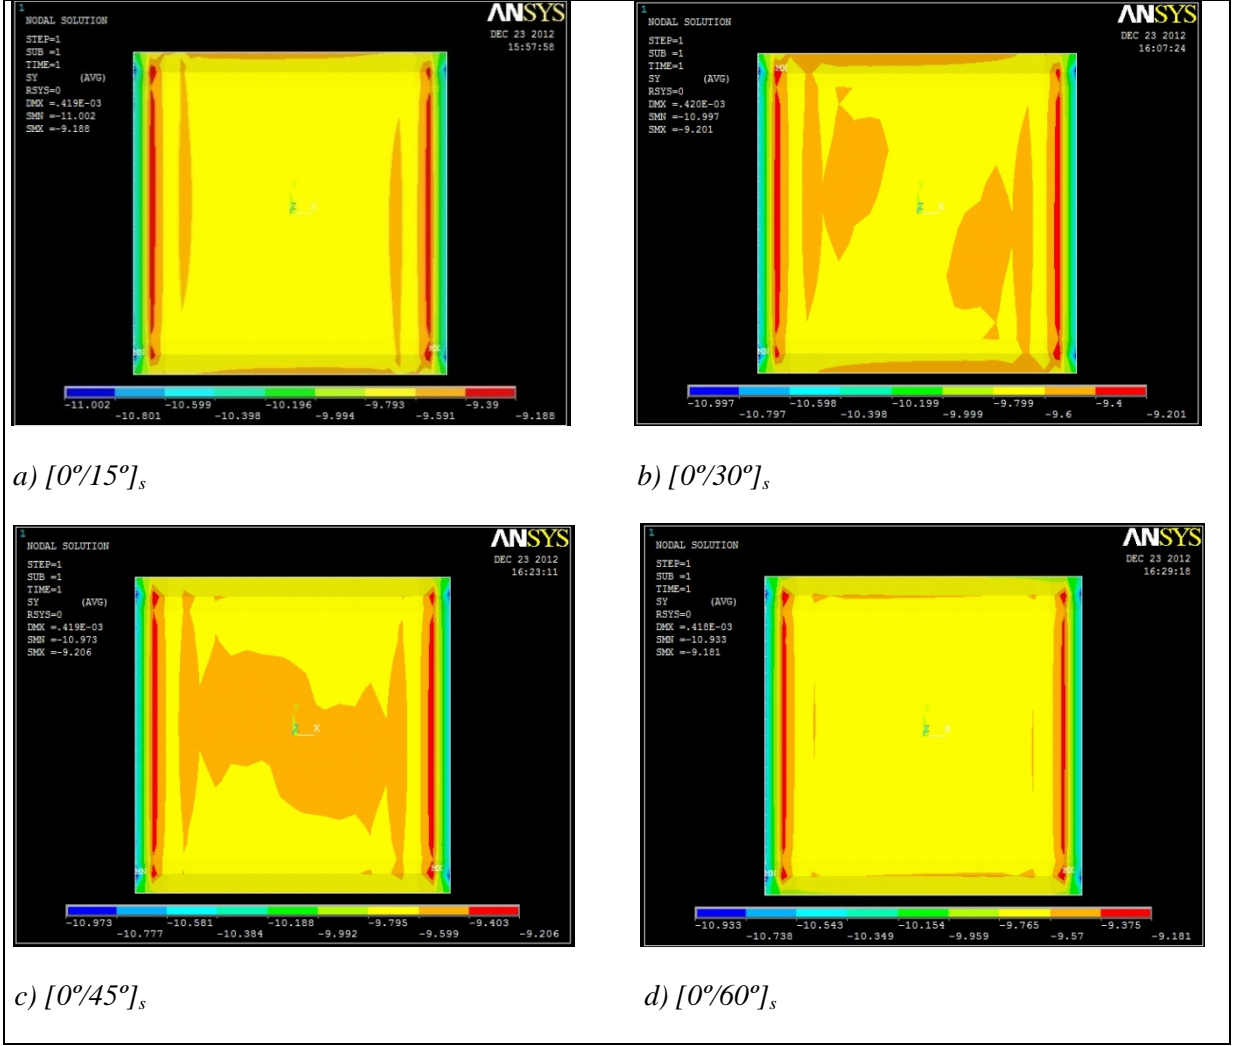 1
ANSYS
NODAL SOLUTION
DEC 23 2012
15:57:58
STEP=1
SUB =1
TIME=1
SY (AVG)
RSYS=0
DMX =.419E-03
SMN =-11.002
SMX =-9.188
Y
Z X
MN
MX
-11.002 -10.599 -10.196 -9.793 -9.39
-10.801 -10.398 -9.994 -9.591 -9.188
a) [0º/15º]s
1
ANSYS
NODAL SOLUTION
DEC 23 2012
16:07:24
STEP=1
SUB =1
TIME=1
SY (AVG)
RSYS=0
DMX =.420E-03
SMN =-10.997
SMX =-9.201
MX
Y
Z X
MN
-10.997 -10.598 -10.199 -9.799 -9.4
-10.797 -10.398 -9.999 -9.6 -9.201
b) [0º/30º]s
1
ANSYS
NODAL SOLUTION
DEC 23 2012
16:23:11
STEP=1
SUB =1
TIME=1
SY (AVG)
RSYS=0
DMX =.419E-03
SMN =-10.973
SMX =-9.206
Y
Z X
MN
MX
-10.973 -10.581 -10.188 -9.795 -9.403
-10.777 -10.384 -9.992 -9.599 -9.206
c) [0º/45º]s
1
ANSYS
NODAL SOLUTION
DEC 23 2012
16:29:18
STEP=1
SUB =1
TIME=1
SY (AVG)
RSYS=0
DMX =.418E-03
SMN =-10.933
SMX =-9.181
Y
Z X
MN
MX
-10.933 -10.543 -10.154 -9.765 -9.375
-10.738 -10.349 -9.959 -9.57 -9.181
d) [0º/60º]s